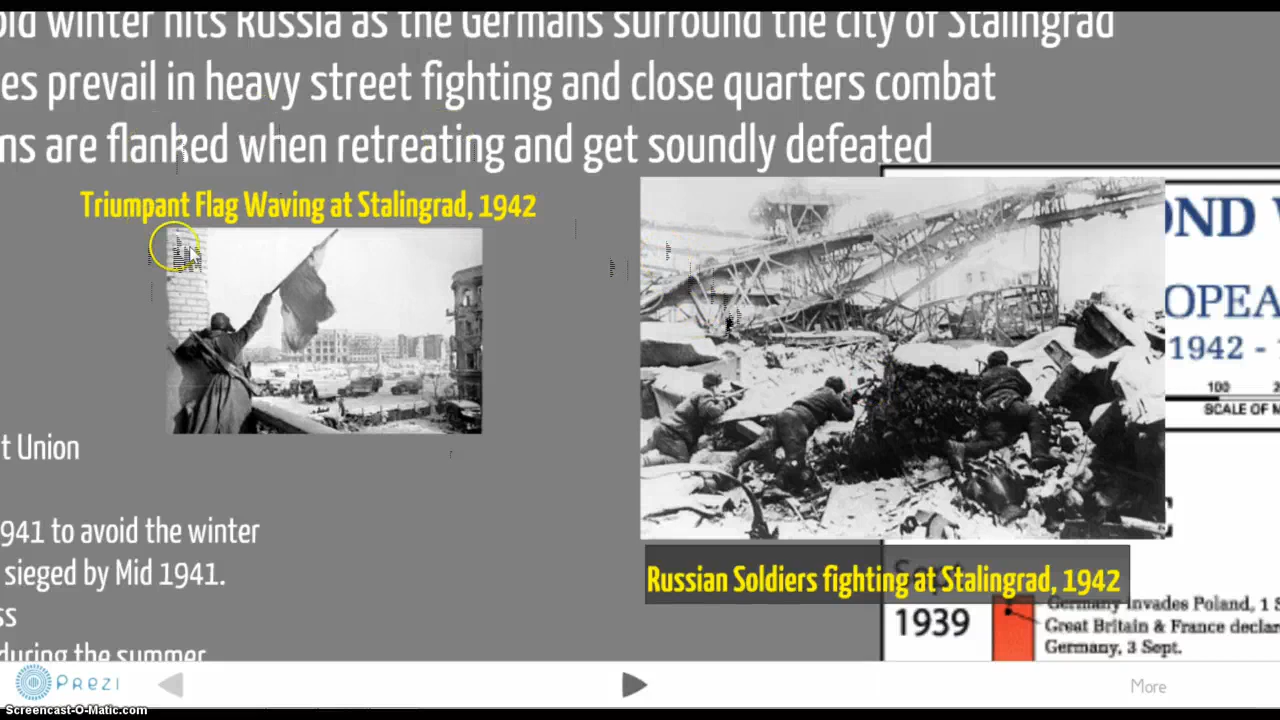 old winter hits Russia as the Germans surround the city of Stalingrad
es prevail in heavy street fighting and close quarters combat
ns are flanked when retreating and get soundly defeated
Triumpant Flag Waving at Stalingrad, 1942
OND
OPEA
1942 -
100
SCALE OF M
t Union
941 to avoid the winter
sieged by Mid 1941.
ss
during the summer
Russian Soldiers fighting at Stalingrad, 1942
Sept
1939
Germany invades Poland, 1 S
Great Britain & France declar
Germany, 3 Sept.
Prezi
More
Screencast-O-Matic.com